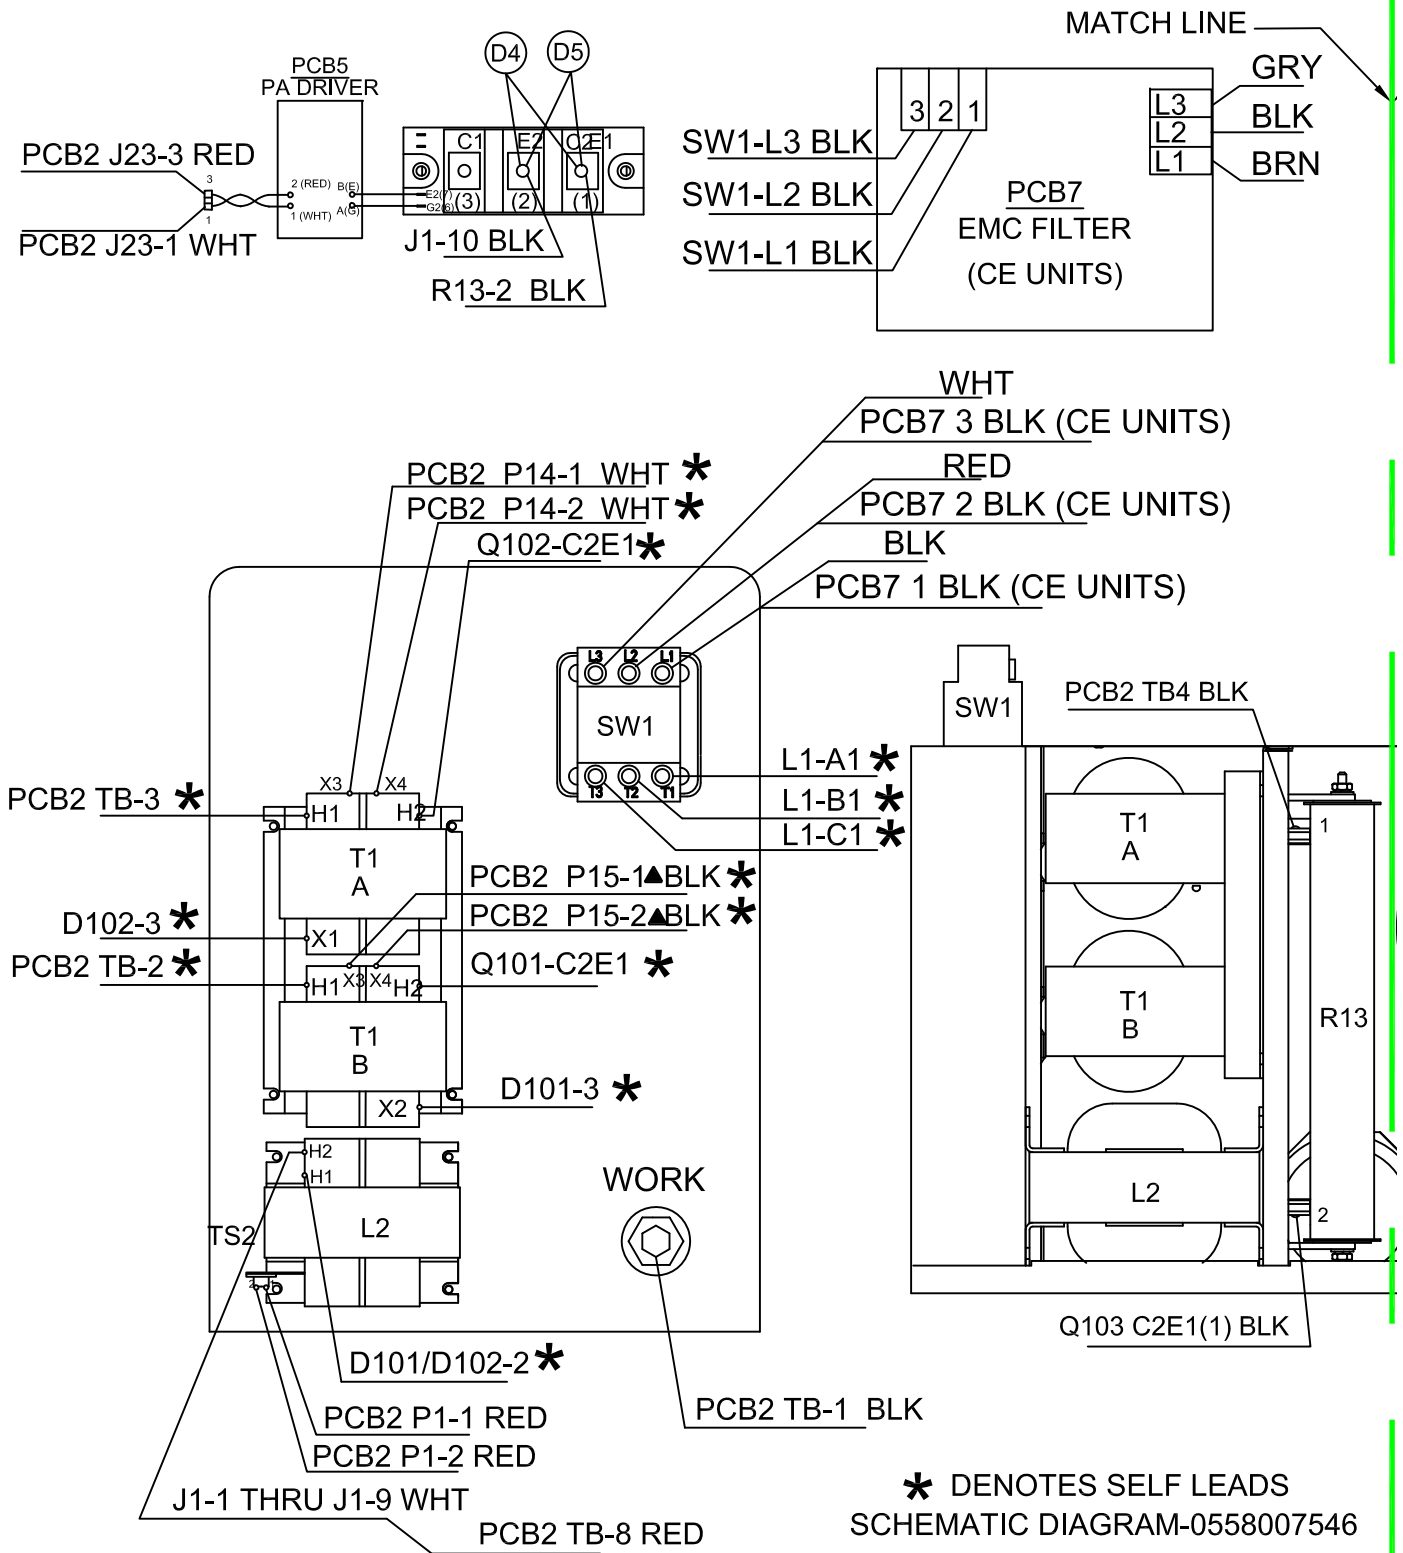 MATCH LINE
D4
D5
PCB5
PA DRIVER
PCB2 J23-3 RED
3
1
PCB2 J23-1 WHT
2 (RED)
1 (WHT)
B(E)
A(G)
C1
E2
C2E1
E2(7)
G2(6)
(3)
(2)
(1)
J1-10 BLK
R13-2 BLK
SW1-L3 BLK
SW1-L2 BLK
SW1-L1 BLK
3 2 1
L3
L2
L1
GRY
BLK
BRN
PCB7
EMC FILTER
(CE UNITS)
WHT
PCB7 3 BLK (CE UNITS)
RED
PCB7 2 BLK (CE UNITS)
BLK
PCB7 1 BLK (CE UNITS)
PCB2 P14-1 WHT *
PCB2 P14-2 WHT *
Q102-C2E1 *
L3 L2 L1
SW1
T3 T2 T1
L1-A1 *
L1-B1 *
L1-C1 *
PCB2 TB-3 *
X3 X4
H1 H2
T1
A
X1
D102-3 *
PCB2 TB-2 *
PCB2 P15-1▲BLK *
PCB2 P15-2▲BLK *
Q101-C2E1 *
H1 X3 X4 H2
T1
B
X2
D101-3 *
H2
H1
TS2
L2
2 1
WORK
D101/D102-2 *
PCB2 P1-1 RED
PCB2 P1-2 RED
J1-1 THRU J1-9 WHT
PCB2 TB-8 RED
PCB2 TB-1 BLK
SW1
PCB2 TB4 BLK
T1
A
T1
B
L2
1
R13
2
Q103 C2E1(1) BLK
* DENOTES SELF LEADS
SCHEMATIC DIAGRAM-0558007546